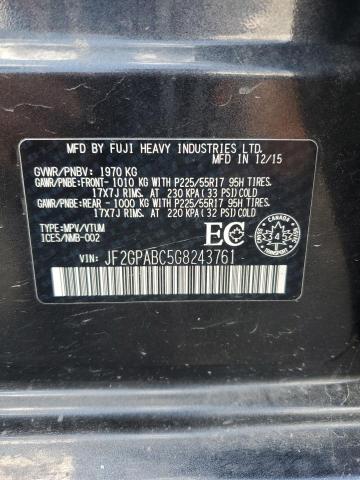 MFD BY FUJI HEAVY INDUSTRIES LTD.
MFD IN 12/15
GVWR/PNBV: 1970 KG
GAWR/PNBE:FRONT- 1010 KG WITH P225/55R17 95H TIRES.
17X7J RIMS. AT 230 KPA (33 PSI) COLD
GAWR/PNBE:REAR - 1000 KG WITH P225/55R17 95H TIRES.
17X7J RIMS. AT 220 KPA (32 PSI) COLD
TYPE:MPV/VTUM
ICES/NMB-002
EC
CANADA
345
TRANSPORT
VIN: JF2GPABC5G8243761